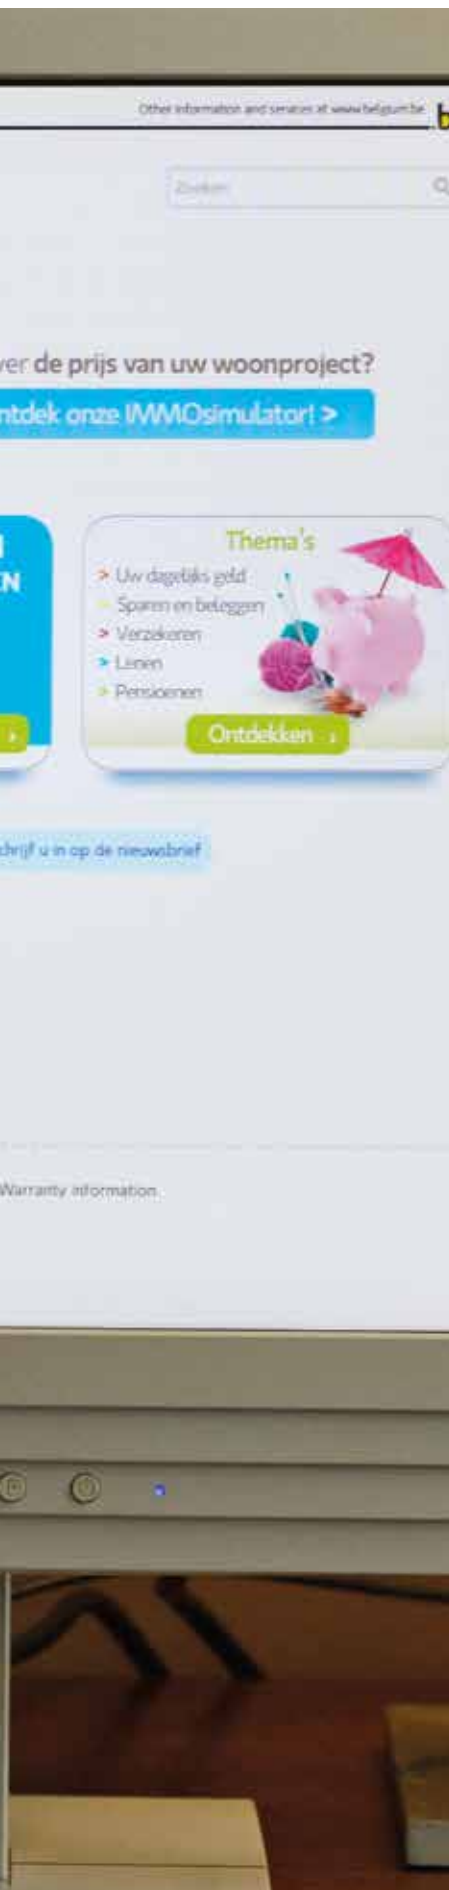 Other information and services at www.belgium.be
Zoeken
ver de prijs van uw woonproject?
ntdek onze IMMOsimulator! >
N
Thema's
> Uw dagelijks geld
> Sparen en beleggen
> Verzekeren
> Lenen
> Pensioenen
Ontdekken ›
chrijf u in op de nieuwsbrief
Warranty information